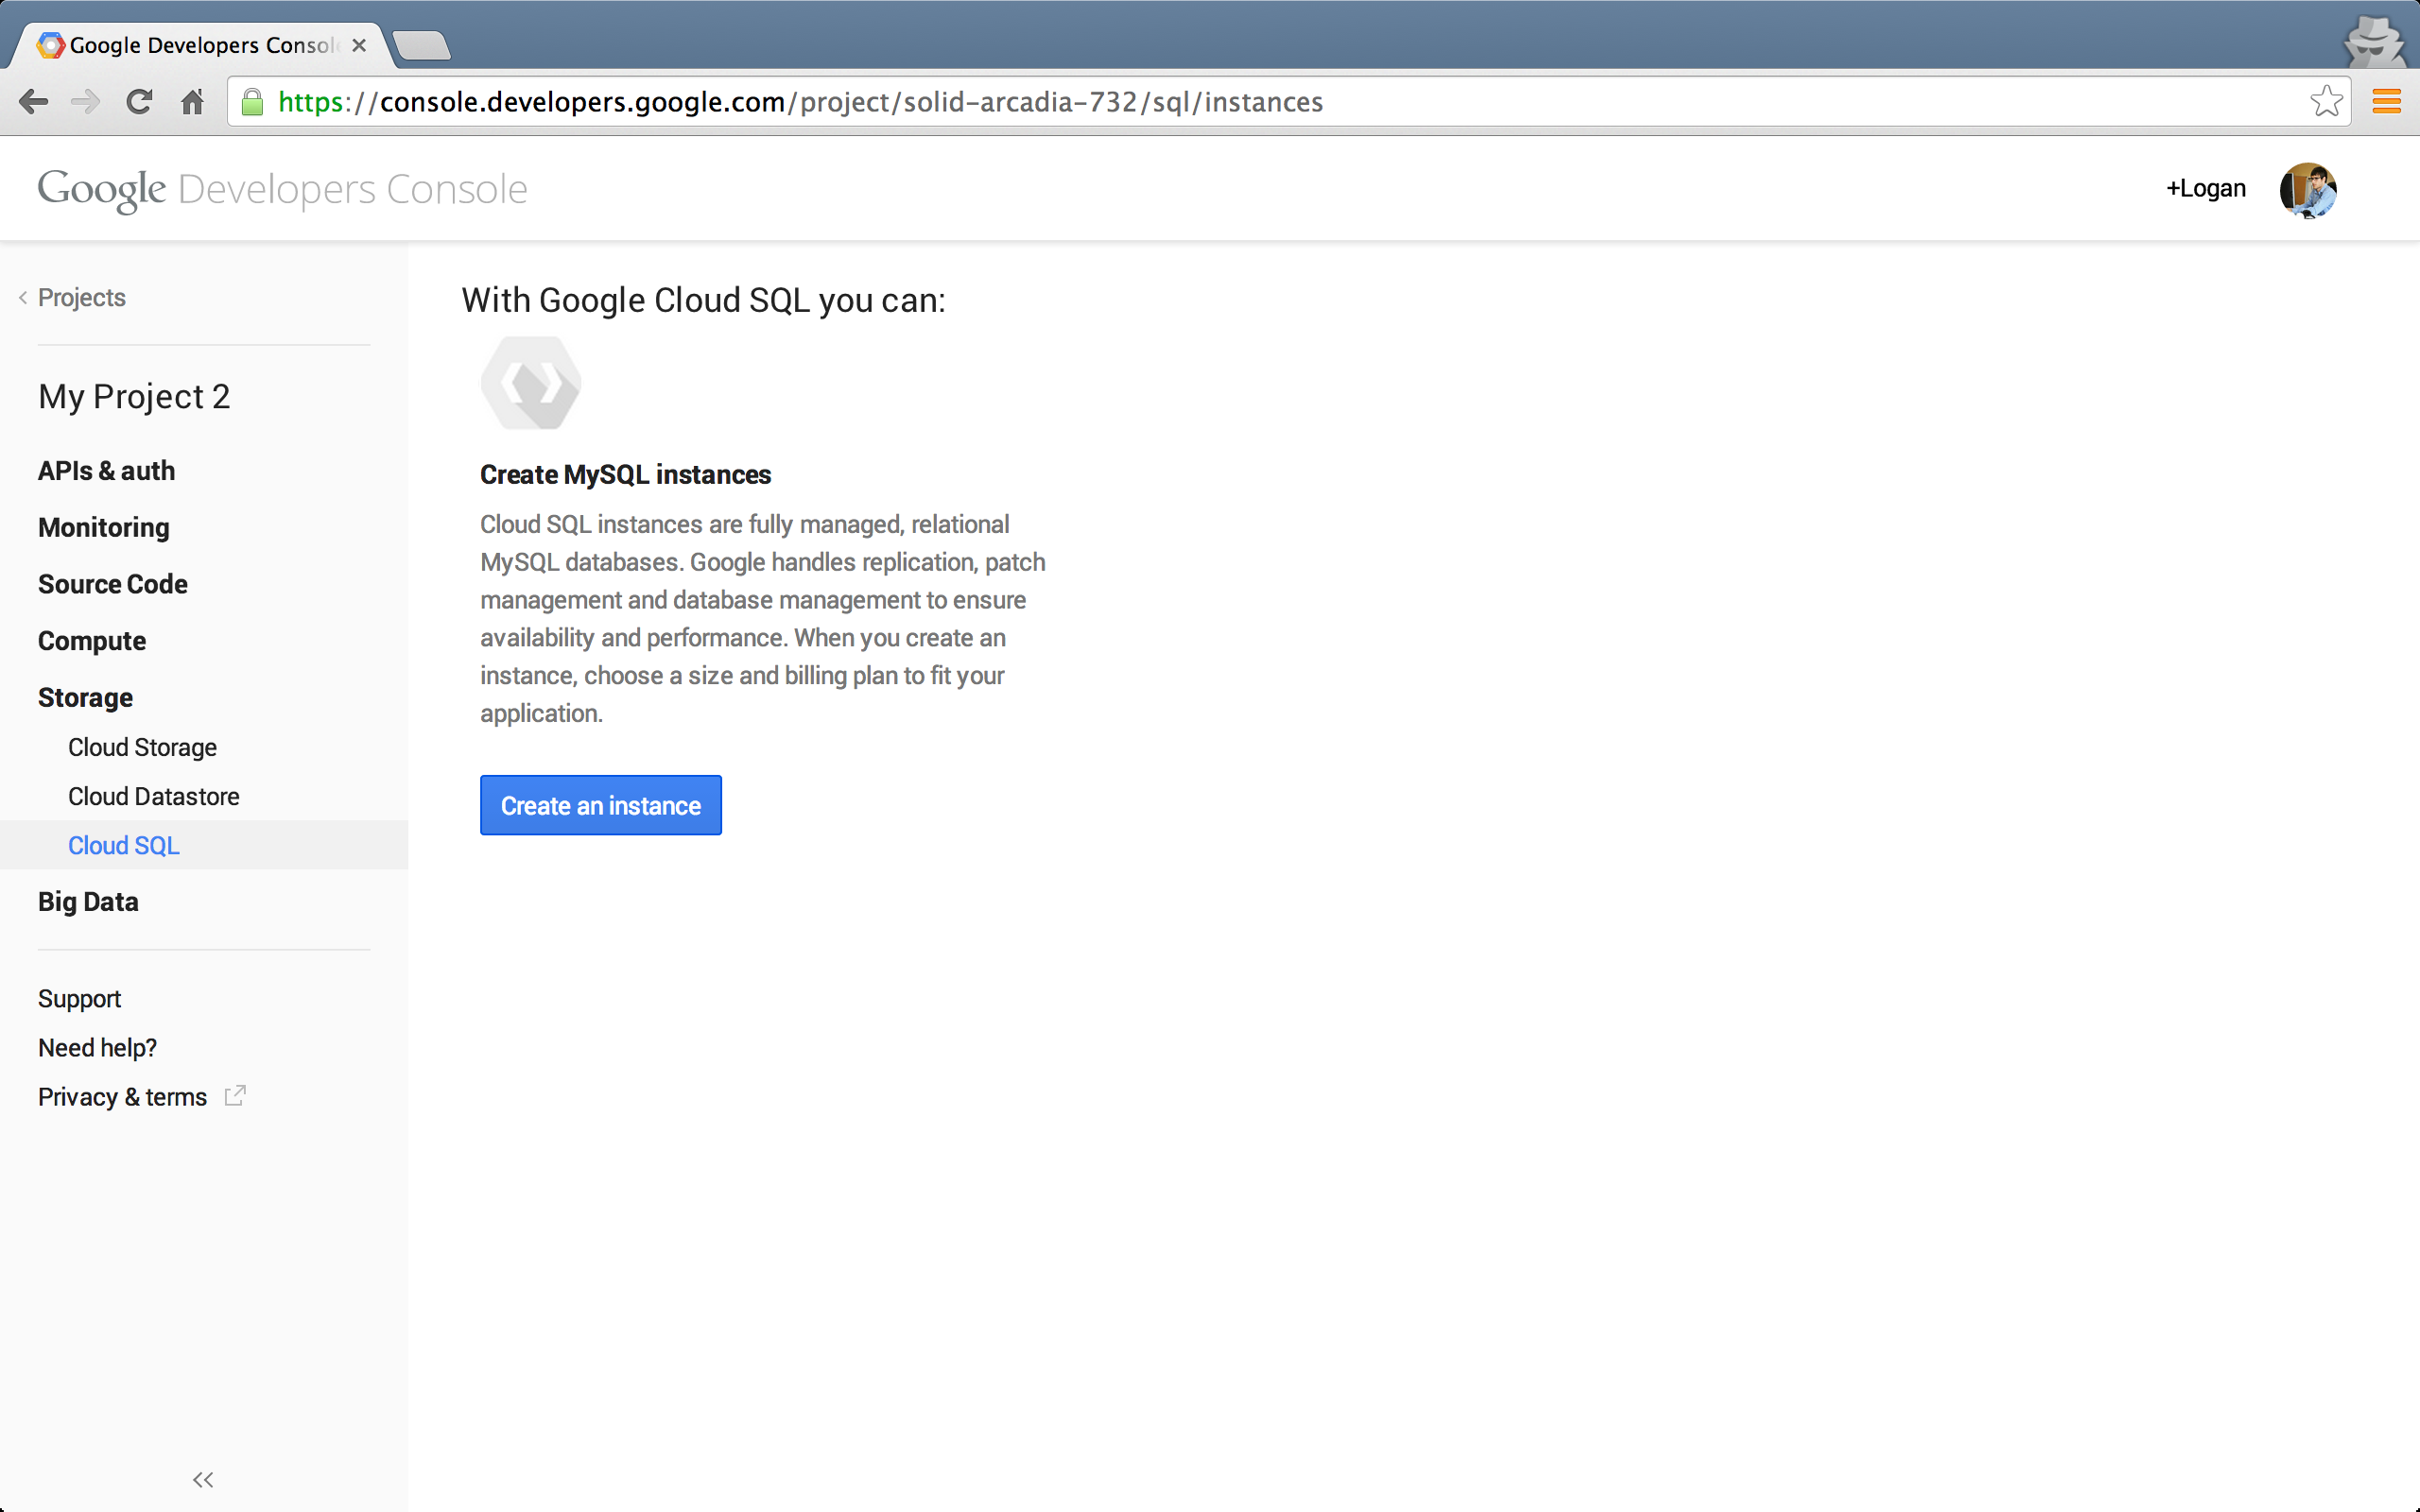 Google Developers Console
https://console.developers.google.com/project/solid-arcadia-732/sql/instances
Google Developers Console
+Logan
Projects
My Project 2
APIs & auth
Monitoring
Source Code
Compute
Storage
Cloud Storage
Cloud Datastore
Cloud SQL
Big Data
Support
Need help?
Privacy & terms
With Google Cloud SQL you can:
Create MySQL instances
Cloud SQL instances are fully managed, relational
MySQL databases. Google handles replication, patch
management and database management to ensure
availability and performance. When you create an
instance, choose a size and billing plan to fit your
application.
Create an instance